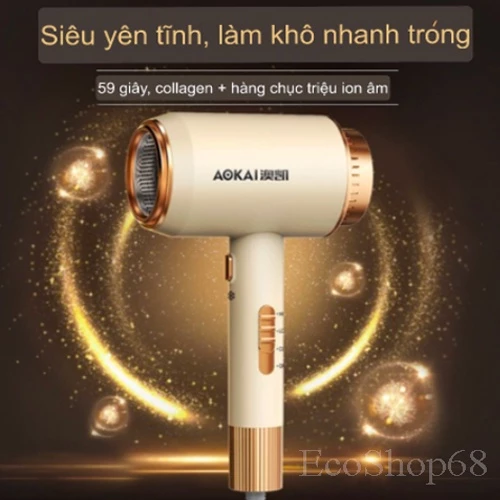 Siêu yên tĩnh, làm khô nhanh tróng
59 giây, collagen + hàng chục triệu ion âm
AOKAI澳凯
EcoShop68